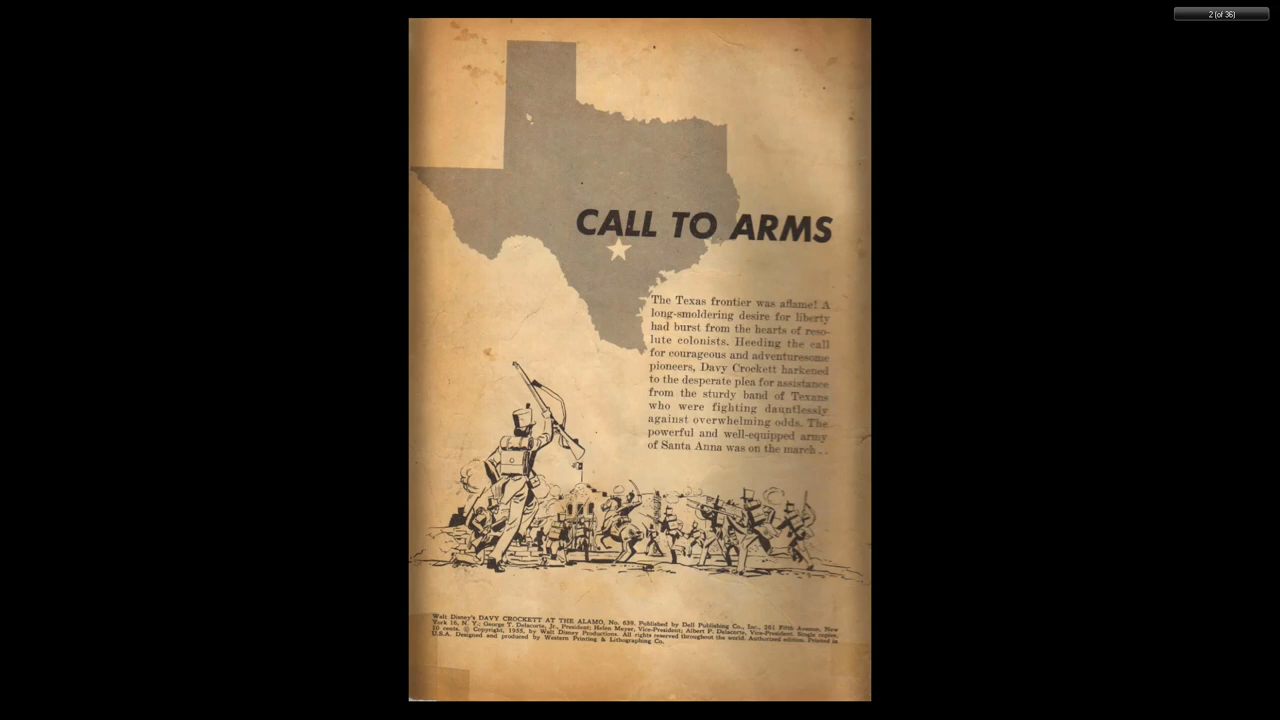 2 (of 36)
CALL TO ARMS
The Texas frontier was aflame! A
long-smoldering desire for liberty
had burst from the hearts of reso-
lute colonists. Heeding the call
for courageous and adventuresome
pioneers, Davy Crockett harkened
to the desperate plea for assistance
from the sturdy band of Texans
who were fighting dauntlessly
against overwhelming odds. The
powerful and well-equipped army
of Santa Anna was on the march . .
Walt Disney's DAVY CROCKETT AT THE ALAMO, No. 639. Published by Dell Publishing Co., Inc., 261 Fifth Avenue, New
York 16, N. Y.; George T. Delacorte, Jr., President; Helen Meyer, Vice-President; Albert P. Delacorte, Vice-President. Single copies,
10 cents. © Copyright, 1955, by Walt Disney Productions. All rights reserved throughout the world. Authorized edition. Printed in
U.S.A. Designed and produced by Western Printing & Lithographing Co.